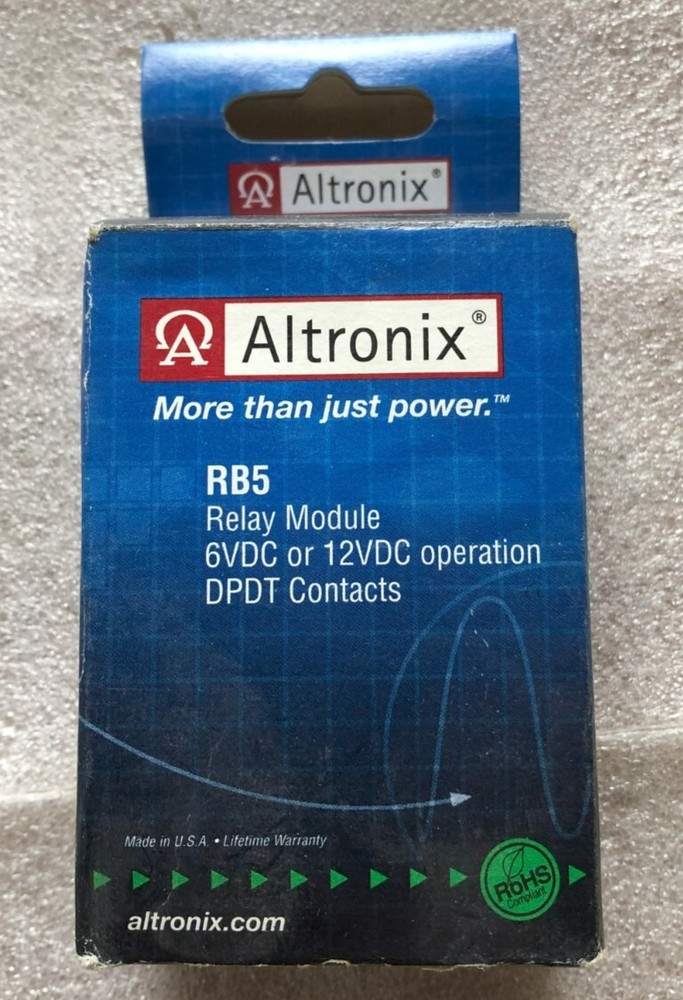 Altronix®
Altronix®
More than just power.™
RB5
Relay Module
6VDC or 12VDC operation
DPDT Contacts
Made in U.S.A. • Lifetime Warranty
RoHS
Compliant
altronix.com